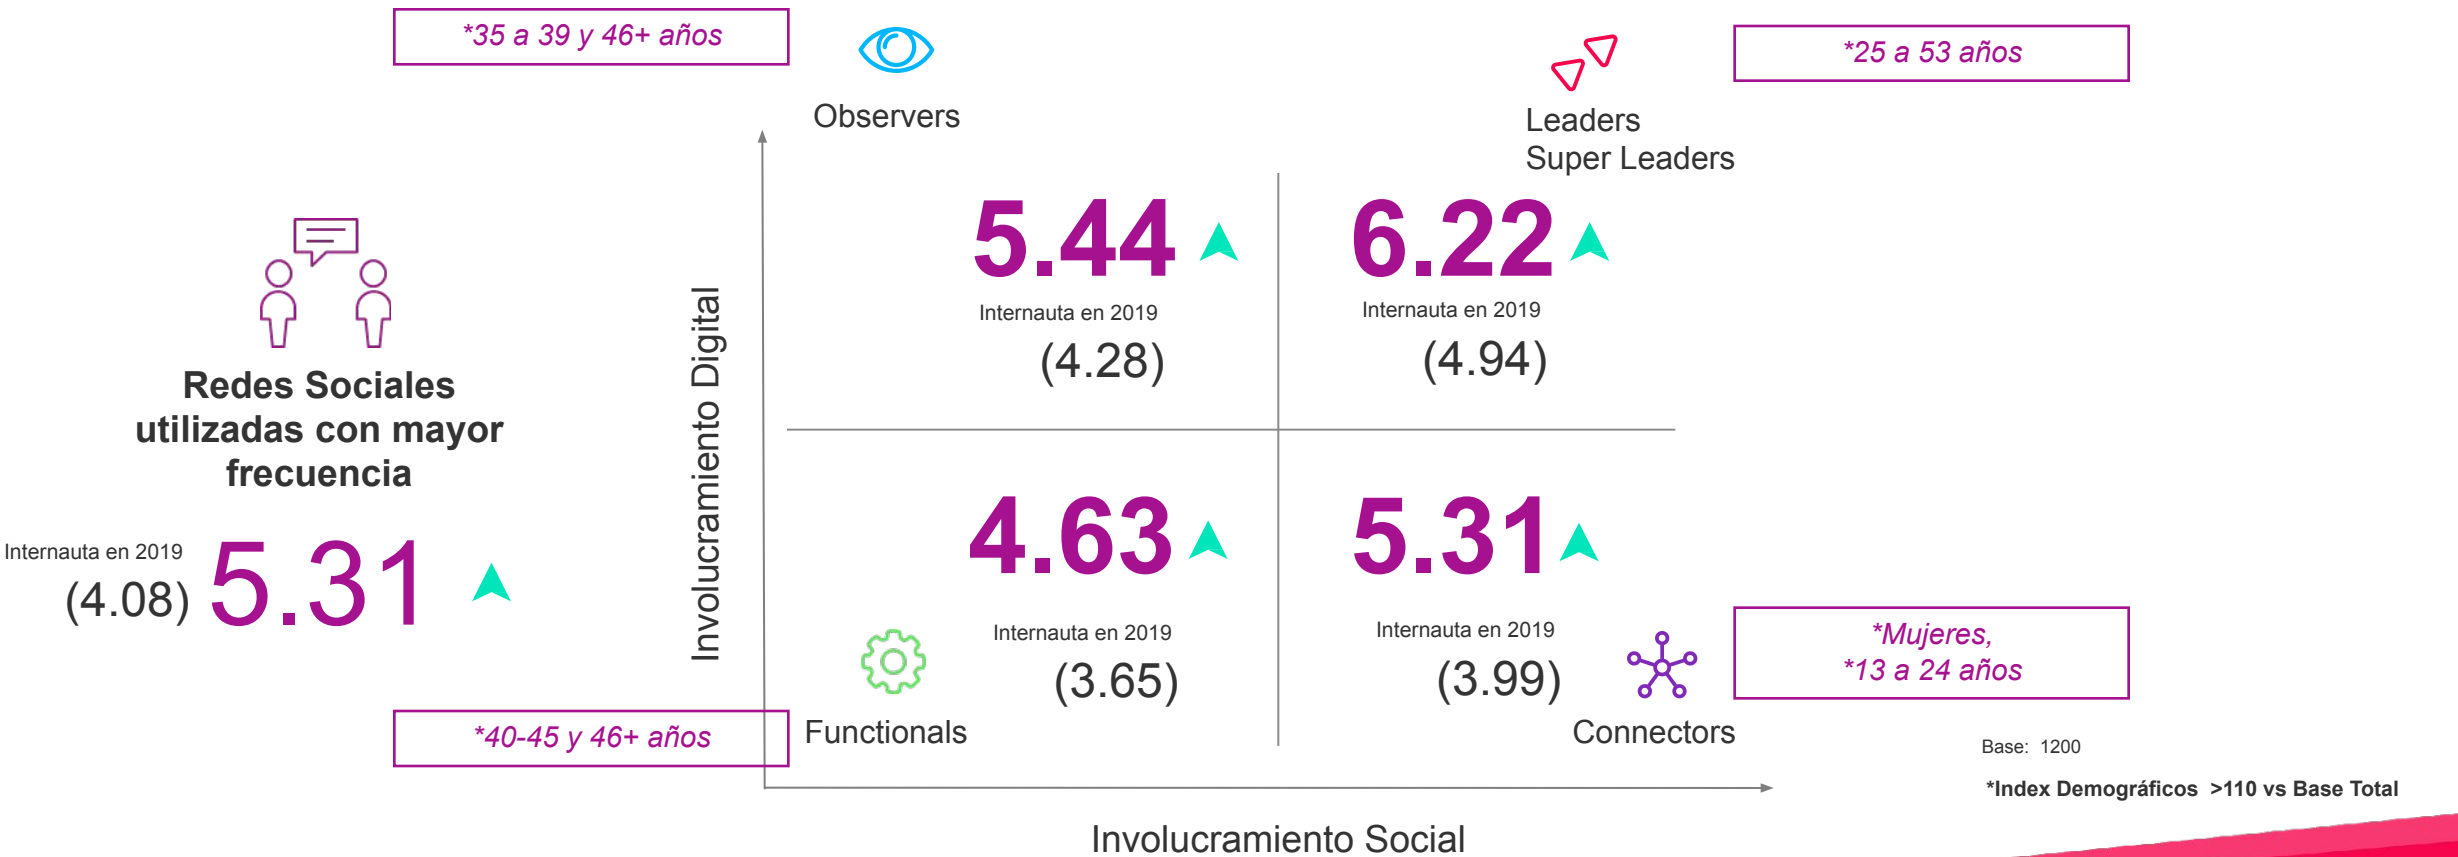 *35 a 39 y 46+ años
Observers
Leaders
Super Leaders
*25 a 53 años
Redes Sociales
utilizadas con mayor
frecuencia
Internauta en 2019
(4.08)
5.31
Involucramiento Digital
5.44
Internauta en 2019
(4.28)
6.22
Internauta en 2019
(4.94)
4.63
Internauta en 2019
(3.65)
Functionals
*40-45 y 46+ años
5.31
Internauta en 2019
(3.99)
Connectors
*Mujeres,
*13 a 24 años
Involucramiento Social
Base: 1200
*Index Demográficos >110 vs Base Total